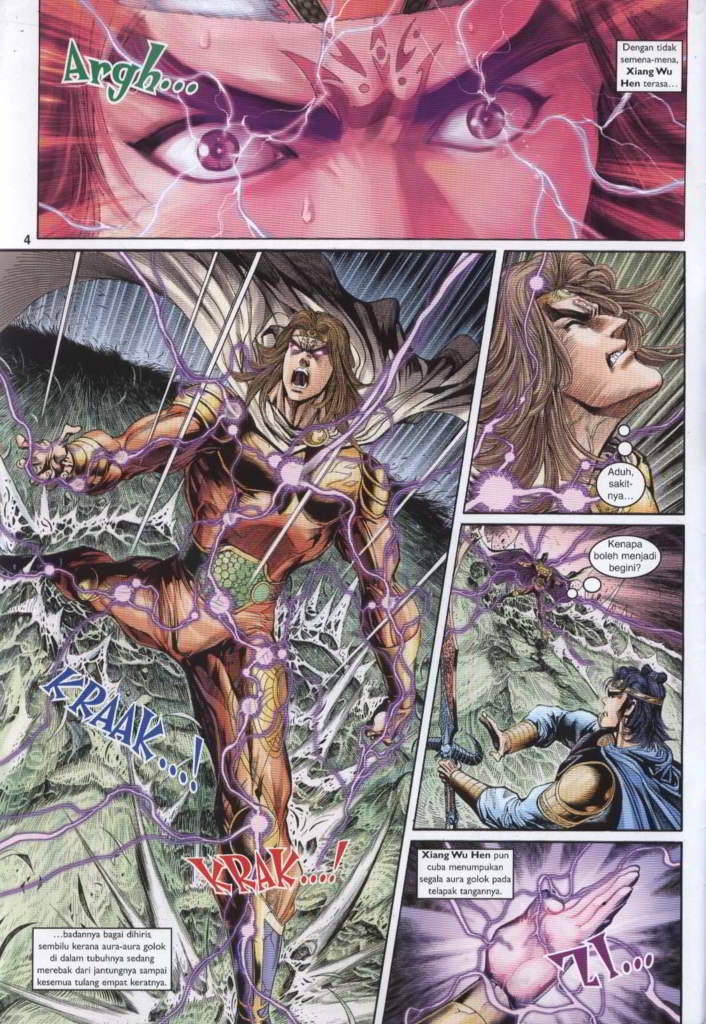 Argh...
Dengan tidak
semena-mena,
Xiang Wu
Hen terasa...
4
Aduh,
sakit-
nya...
KRAAK...!
KRAK....!
...badannya bagai dihiris
sembilu kerana aura-aura golok
di dalam tubuhnya sedang
merebak dari jantungnya sampai
kesemua tulang empat keratnya.
Kenapa
boleh menjadi
begini?
Xiang Wu Hen pun
cuba menumpukan
segala aura golok pada
telapak tangannya.
ZI...